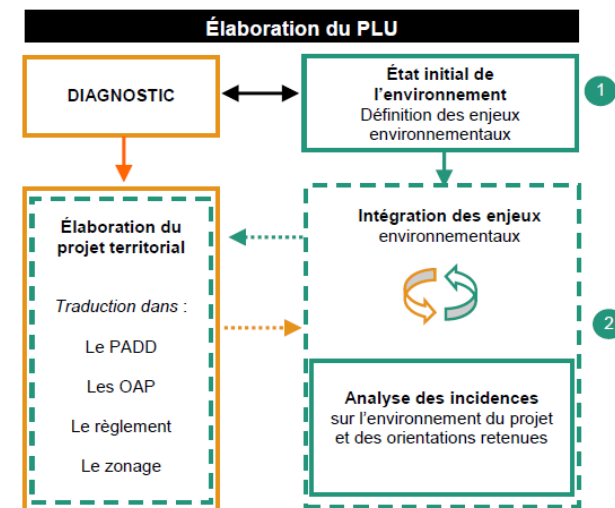 Élaboration du PLU
DIAGNOSTIC
État initial de
l'environnement
Définition des enjeux
environnementaux
1
Élaboration du
projet territorial
Traduction dans :
Le PADD
Les OAP
Le règlement
Le zonage
Intégration des enjeux
environnementaux
2
Analyse des incidences
sur l'environnement du projet
et des orientations retenues